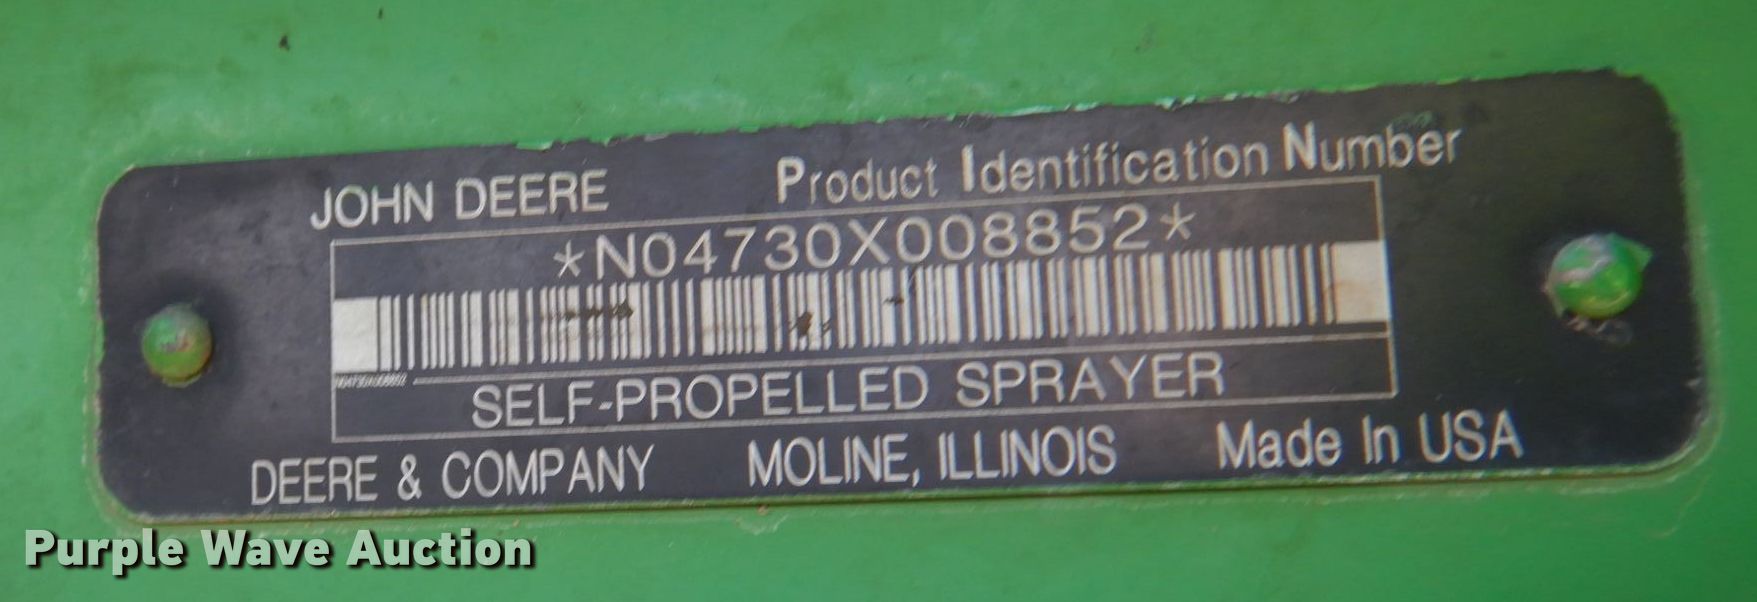 JOHN DEERE Product Identification Number
*N04730X008852*
N04730X008852
SELF-PROPELLED SPRAYER
DEERE & COMPANY MOLINE, ILLINOIS Made In USA
Purple Wave Auction